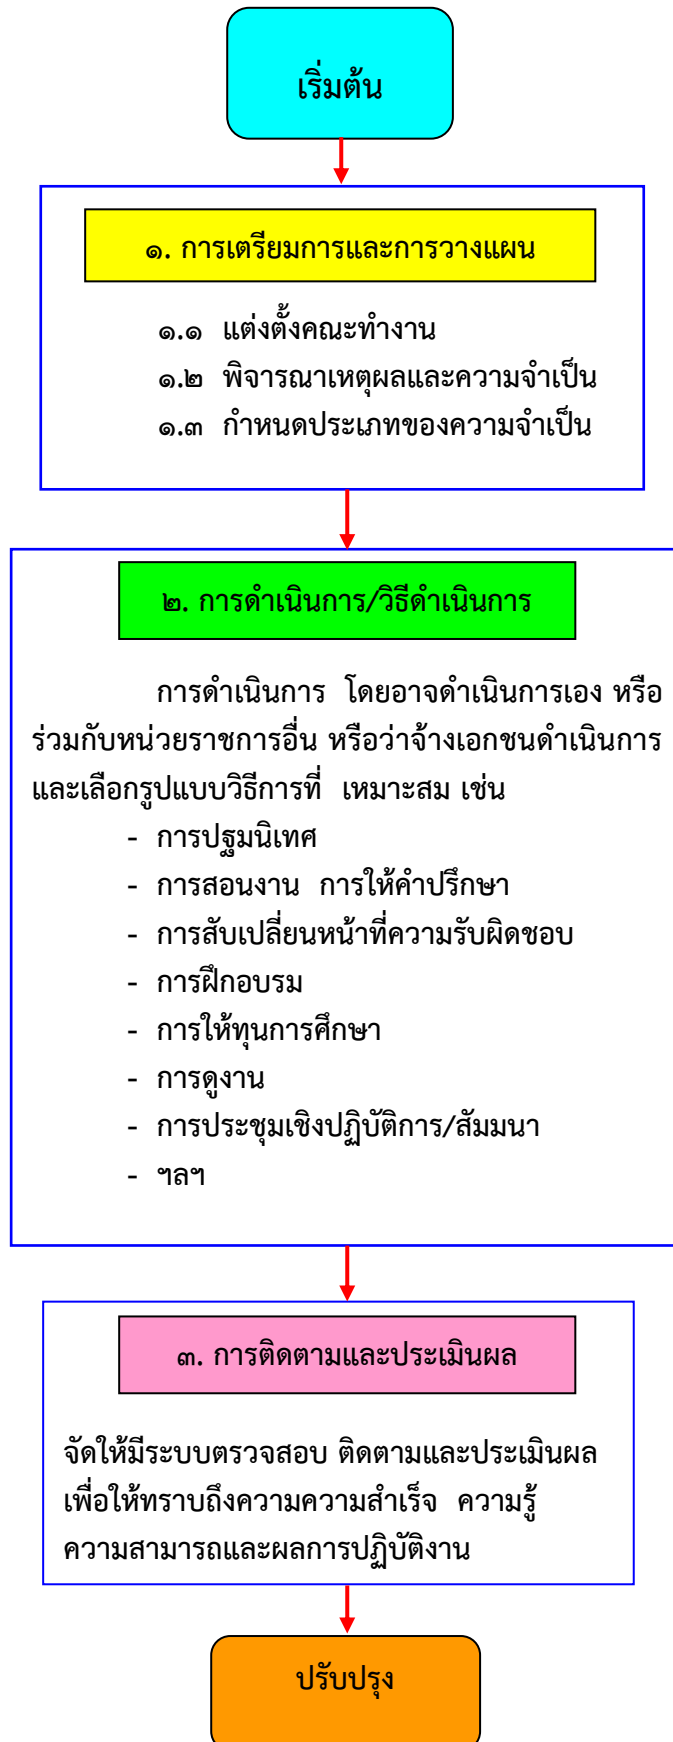 เริ่มต้น
๑. การเตรียมการและการวางแผน
๑.๑ แต่งตั้งคณะทำงาน
๑.๒ พิจารณาเหตุผลและความจำเป็น
๑.๓ กำหนดประเภทของความจำเป็น
๒. การดำเนินการ/วิธีดำเนินการ
การดำเนินการ โดยอาจดำเนินการเอง หรือ
ร่วมกับหน่วยราชการอื่น หรือว่าจ้างเอกชนดำเนินการ
และเลือกรูปแบบวิธีการที่ เหมาะสม เช่น
- การปฐมนิเทศ
- การสอนงาน การให้คำปรึกษา
- การสับเปลี่ยนหน้าที่ความรับผิดชอบ
- การฝึกอบรม
- การให้ทุนการศึกษา
- การดูงาน
- การประชุมเชิงปฏิบัติการ/สัมมนา
- ฯลฯ
๓. การติดตามและประเมินผล
จัดให้มีระบบตรวจสอบ ติดตามและประเมินผล
เพื่อให้ทราบถึงความความสำเร็จ ความรู้
ความสามารถและผลการปฏิบัติงาน
ปรับปรุง